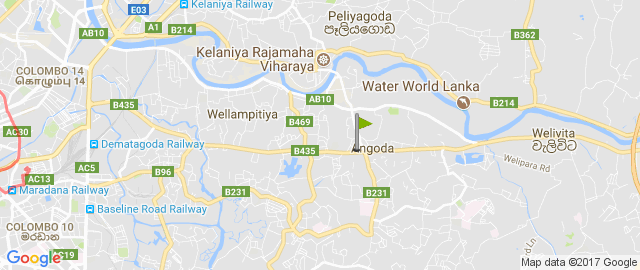 Kelaniya Railway
E03
A1
B214
AB10
Peliyagoda
පෑලියගොඩ
B362
Kelaniya Rajamaha
Viharaya
COLOMBO 14
கொழும்பு 14
B435
AB10
Water World Lanka
B214
Wellampitiya
B469
AC30
Dematagoda Railway
B435
Angoda
Welivita
වැලිවිට
Welipara Rd
AC5
B96
AC13
Maradana Railway
B231
B231
Baseline Road Railway
COLOMBO 10
මරදාන
AC19
Google
Map data ©2017 Google